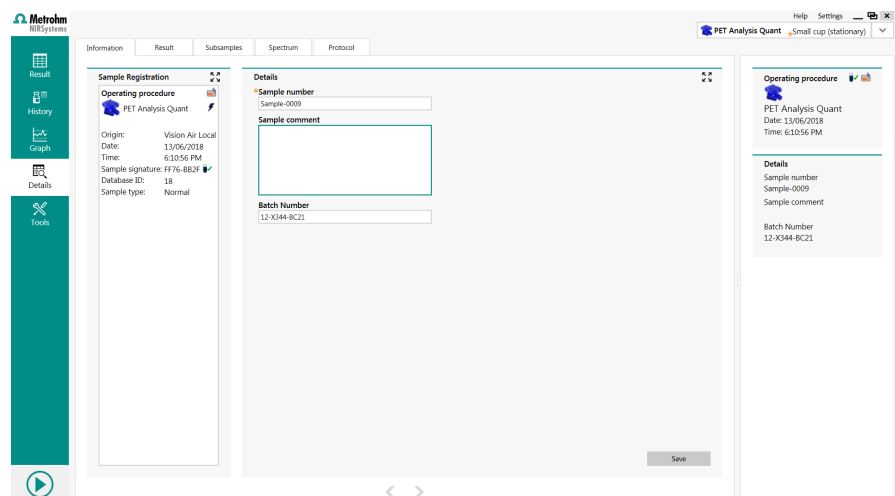 Metrohm
NIRSystems
Help Settings
PET Analysis Quant *Small cup (stationary)
Result
History
Graph
Details
Tools
Information Result Subsamples Spectrum Protocol
Sample Registration
Operating procedure
PET Analysis Quant
Origin: Vision Air Local
Date: 13/06/2018
Time: 6:10:56 PM
Sample signature: FF76-BB2F
Database ID: 18
Sample type: Normal
Details
*Sample number
Sample-0009
Sample comment
Batch Number
12-X344-BC21
Save
Operating procedure
PET Analysis Quant
Date: 13/06/2018
Time: 6:10:56 PM
Details
Sample number
Sample-0009
Sample comment
Batch Number
12-X344-BC21